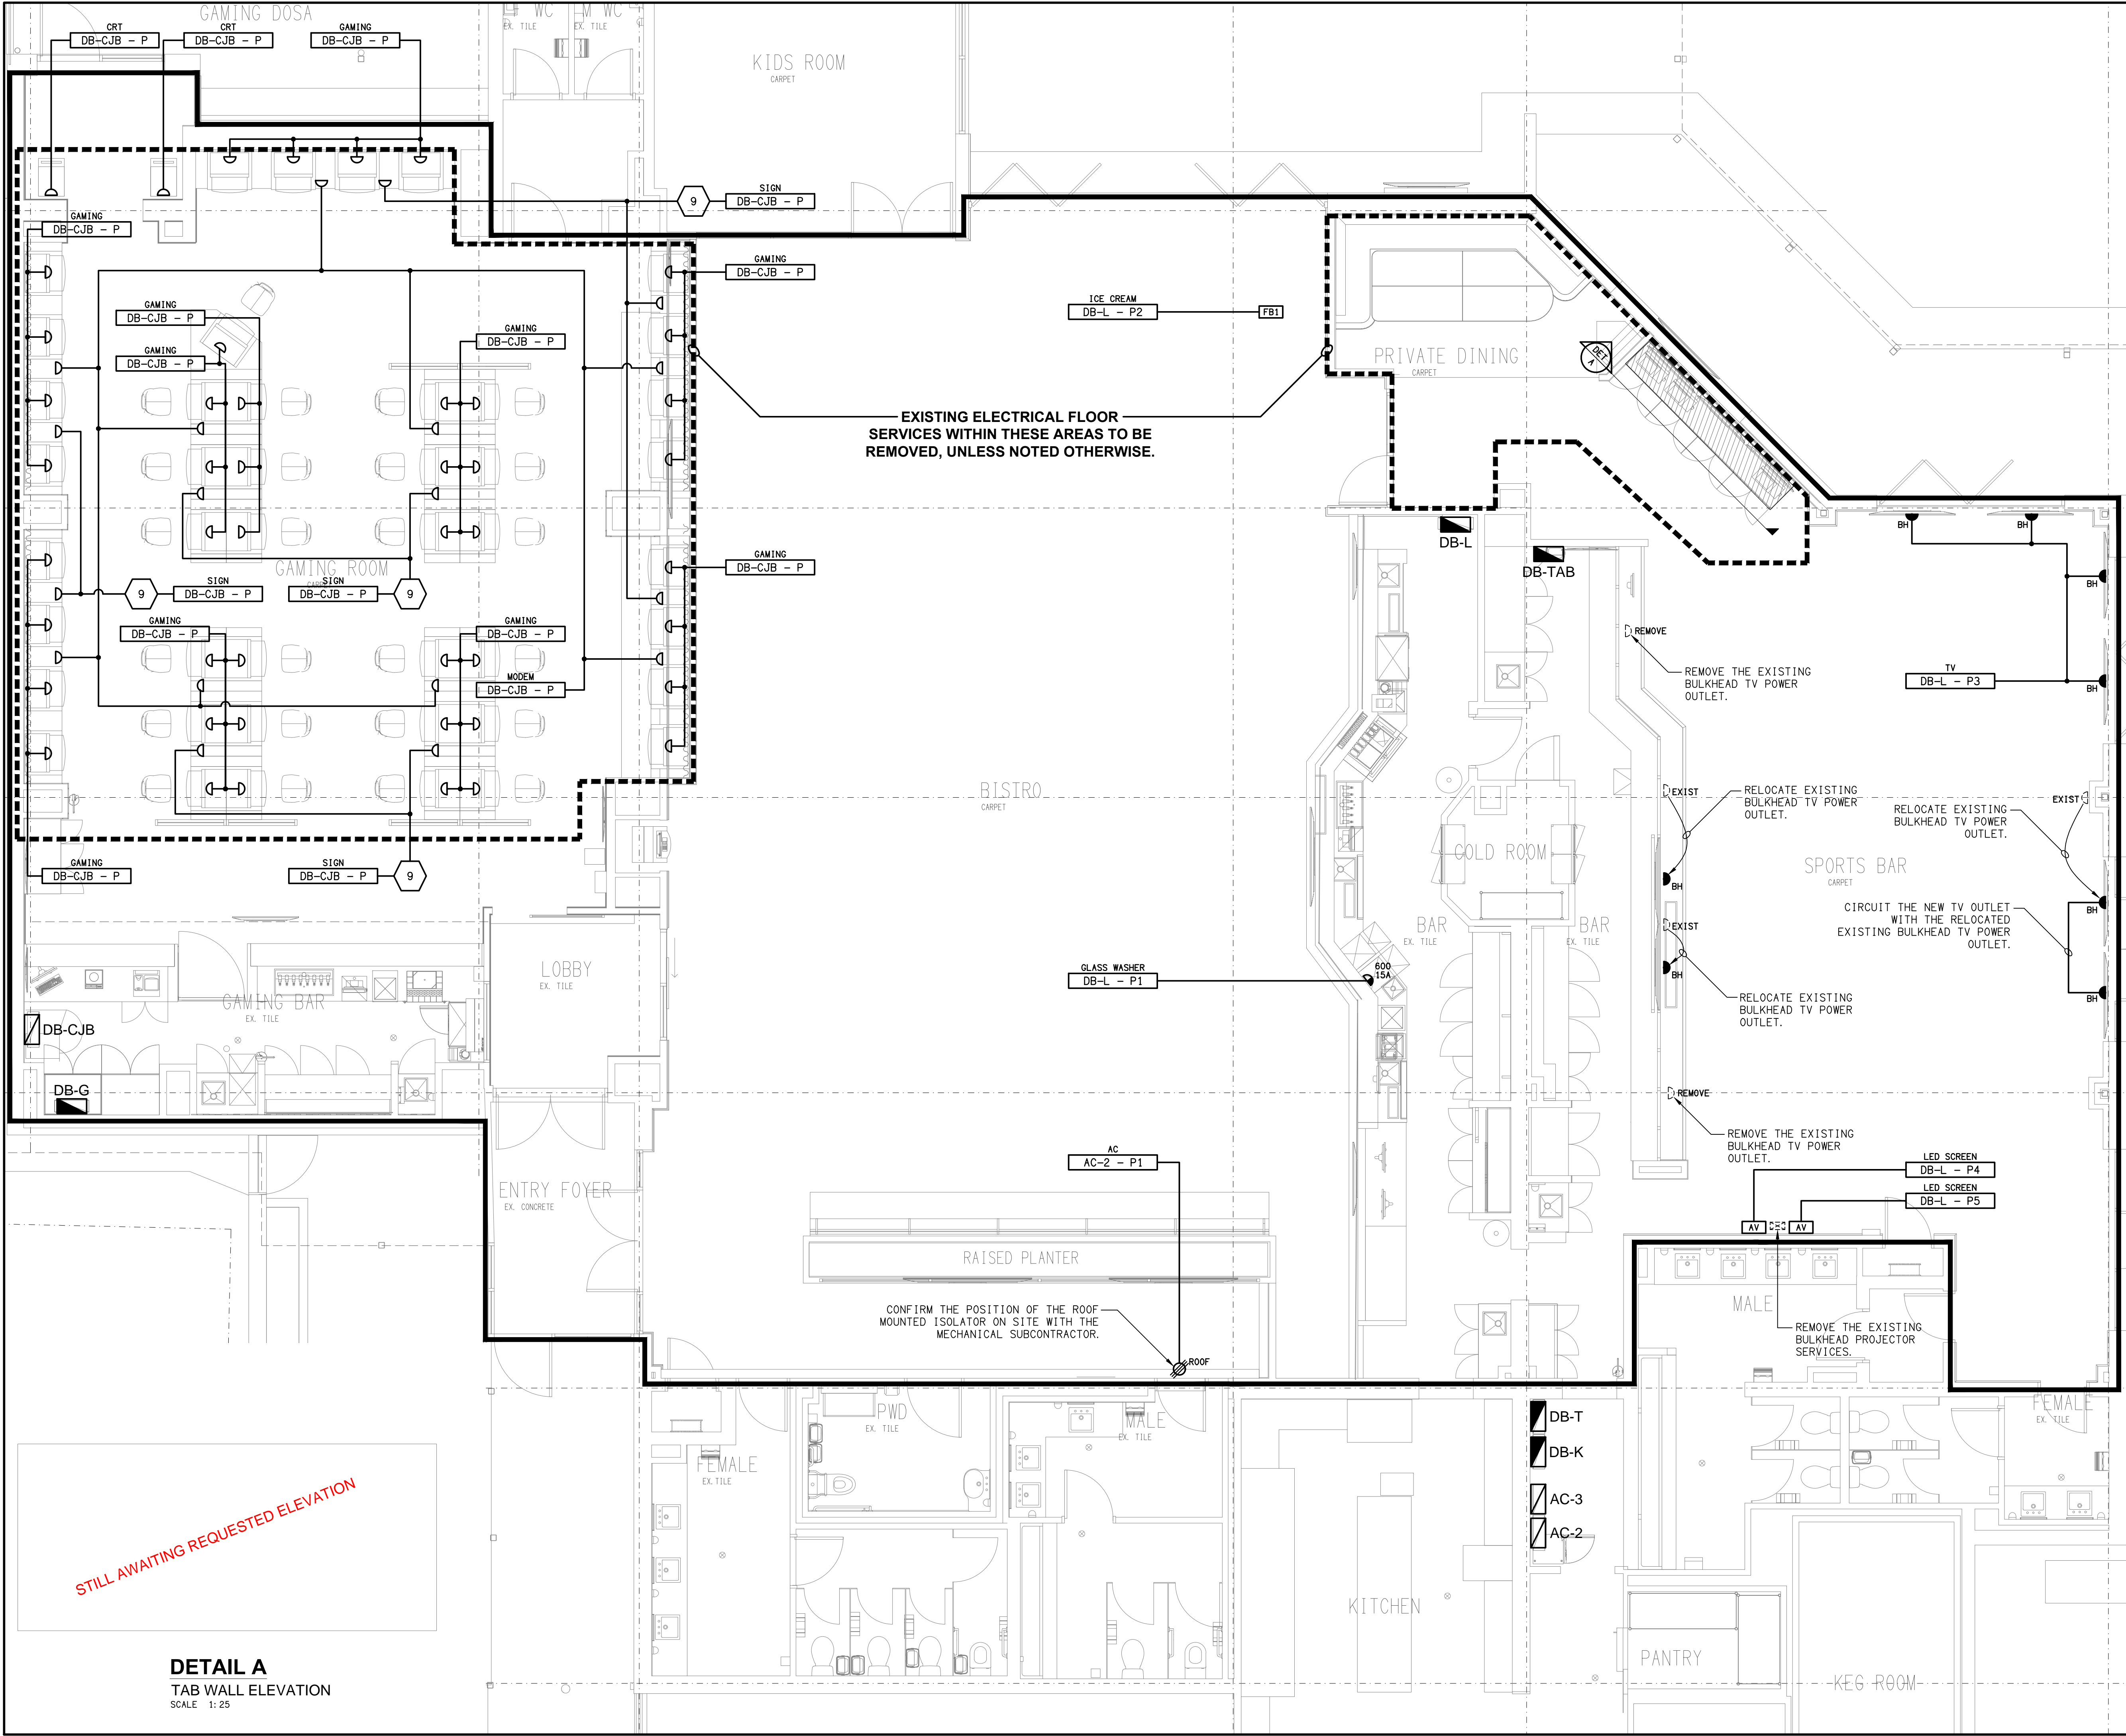 GAMING DOSA
WC
EX. TILE
M WC
EX. TILE
CRT
DB-CJB - P
CRT
DB-CJB - P
GAMING
DB-CJB - P
KIDS ROOM
CARPET
9
SIGN
DB-CJB - P
GAMING
DB-CJB - P
GAMING
DB-CJB - P
ICE CREAM
DB-L - P2
FB1
GAMING
DB-CJB - P
GAMING
DB-CJB - P
GAMING
DB-CJB - P
PRIVATE DINING
CARPET
DET
A
EXISTING ELECTRICAL FLOOR
SERVICES WITHIN THESE AREAS TO BE
REMOVED, UNLESS NOTED OTHERWISE.
DB-L
DB-TAB
BH
BH
BH
GAMING
DB-CJB - P
GAMING ROOM
CARPET
9
SIGN
DB-CJB - P
SIGN
DB-CJB - P
9
GAMING
DB-CJB - P
GAMING
DB-CJB - P
MODEM
DB-CJB - P
REMOVE
REMOVE THE EXISTING
BULKHEAD TV POWER
OUTLET.
TV
DB-L - P3
BH
BISTRO
CARPET
EXIST
RELOCATE EXISTING
BULKHEAD TV POWER
OUTLET.
EXIST
RELOCATE EXISTING
BULKHEAD TV POWER
OUTLET.
COLD ROOM
SPORTS BAR
CARPET
GAMING
DB-CJB - P
SIGN
DB-CJB - P
9
BH
BH
BAR
EX. TILE
BAR
EX. TILE
EXIST
CIRCUIT THE NEW TV OUTLET
WITH THE RELOCATED
EXISTING BULKHEAD TV POWER
OUTLET.
BH
BH
LOBBY
EX. TILE
GLASS WASHER
DB-L - P1
600
15A
RELOCATE EXISTING
BULKHEAD TV POWER
OUTLET.
GAMING BAR
EX. TILE
DB-CJB
DB-G
REMOVE
REMOVE THE EXISTING
BULKHEAD TV POWER
OUTLET.
AC
AC-2 - P1
LED SCREEN
DB-L - P4
LED SCREEN
DB-L - P5
AV
AV
ENTRY FOYER
EX. CONCRETE
RAISED PLANTER
MALE
REMOVE THE EXISTING
BULKHEAD PROJECTOR
SERVICES.
CONFIRM THE POSITION OF THE ROOF
MOUNTED ISOLATOR ON SITE WITH THE
MECHANICAL SUBCONTRACTOR.
ROOF
PWD
EX. TILE
MALE
EX. TILE
FEMALE
EX. TILE
FEMALE
EX. TILE
DB-T
DB-K
AC-3
AC-2
STILL AWAITING REQUESTED ELEVATION
KITCHEN
PANTRY
KEG ROOM
DETAIL A
TAB WALL ELEVATION
SCALE 1:25